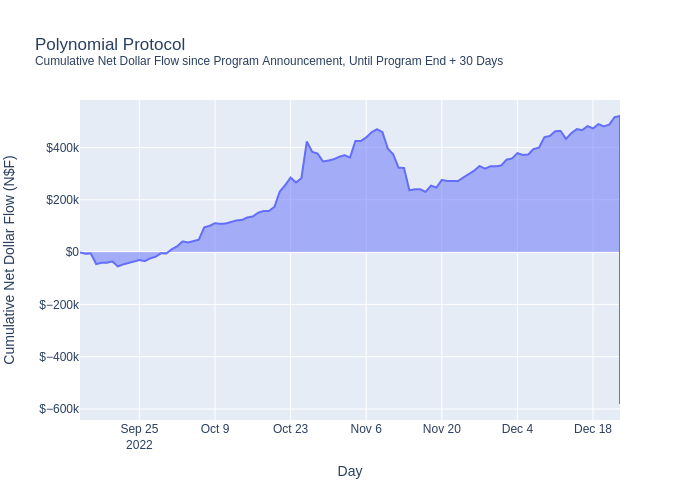 Polynomial Protocol
Cumulative Net Dollar Flow since Program Announcement, Until Program End + 30 Days
Cumulative Net Dollar Flow (N$F)
$400k
$200k
$0
$−200k
$−400k
$−600k
Sep 25
2022
Oct 9
Oct 23
Nov 6
Nov 20
Dec 4
Dec 18
Day